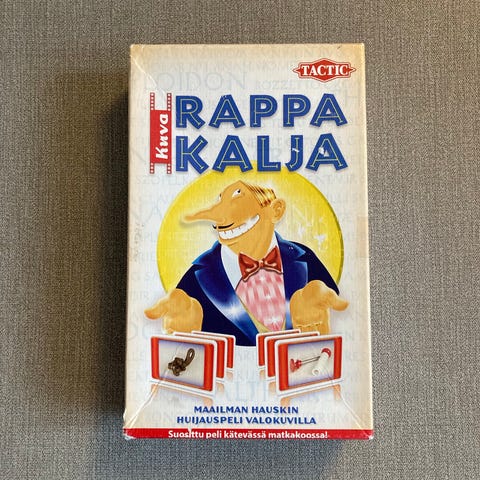 TACTIC
Kuva
RAPPA
KALJA
MAAILMAN HAUSKIN
HUIJAUSPELI VALOKUVILLA
Suosittu peli kätevässä matkakoossa!